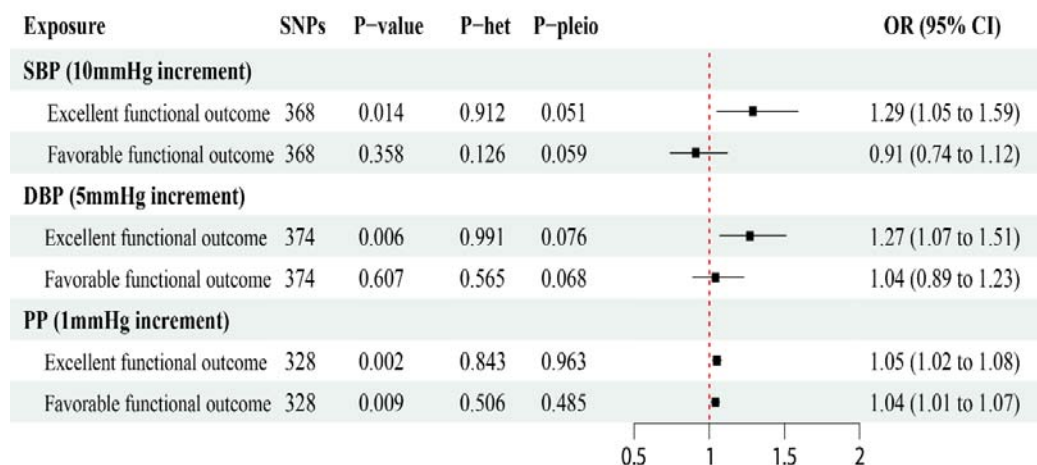 Exposure SNPs P−value P−het P−pleio OR (95% CI)
SBP (10mmHg increment)
Excellent functional outcome 368 0.014 0.912 0.051 1.29 (1.05 to 1.59)
Favorable functional outcome 368 0.358 0.126 0.059 0.91 (0.74 to 1.12)
DBP (5mmHg increment)
Excellent functional outcome 374 0.006 0.991 0.076 1.27 (1.07 to 1.51)
Favorable functional outcome 374 0.607 0.565 0.068 1.04 (0.89 to 1.23)
PP (1mmHg increment)
Excellent functional outcome 328 0.002 0.843 0.963 1.05 (1.02 to 1.08)
Favorable functional outcome 328 0.009 0.506 0.485 1.04 (1.01 to 1.07)
0.5 1 1.5 2